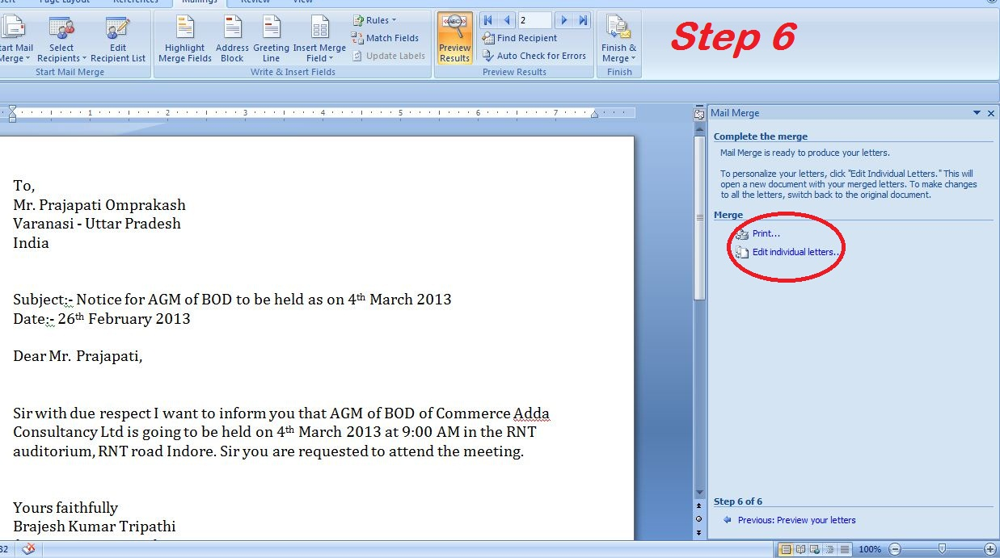 Page Layout References Mailings Review View
Start Mail Merge
Select Recipients
Edit Recipient List
Start Mail Merge
Highlight Merge Fields
Address Block
Greeting Line
Insert Merge Field
Rules
Match Fields
Update Labels
Write & Insert Fields
«ABC»
Preview Results
2
Find Recipient
Auto Check for Errors
Preview Results
Finish & Merge
Finish
Step 6
1 2 3 4 5 6 7
To,
Mr. Prajapati Omprakash
Varanasi - Uttar Pradesh
India
Subject:- Notice for AGM of BOD to be held as on 4th March 2013
Date:- 26th February 2013
Dear Mr. Prajapati,
Sir with due respect I want to inform you that AGM of BOD of Commerce Adda
Consultancy Ltd is going to be held on 4th March 2013 at 9:00 AM in the RNT
auditorium, RNT road Indore. Sir you are requested to attend the meeting.
Yours faithfully
Brajesh Kumar Tripathi
Mail Merge
Complete the merge
Mail Merge is ready to produce your letters.
To personalize your letters, click "Edit Individual Letters." This will
open a new document with your merged letters. To make changes
to all the letters, switch back to the original document.
Merge
Print...
Edit individual letters...
Step 6 of 6
Previous: Preview your letters
100%